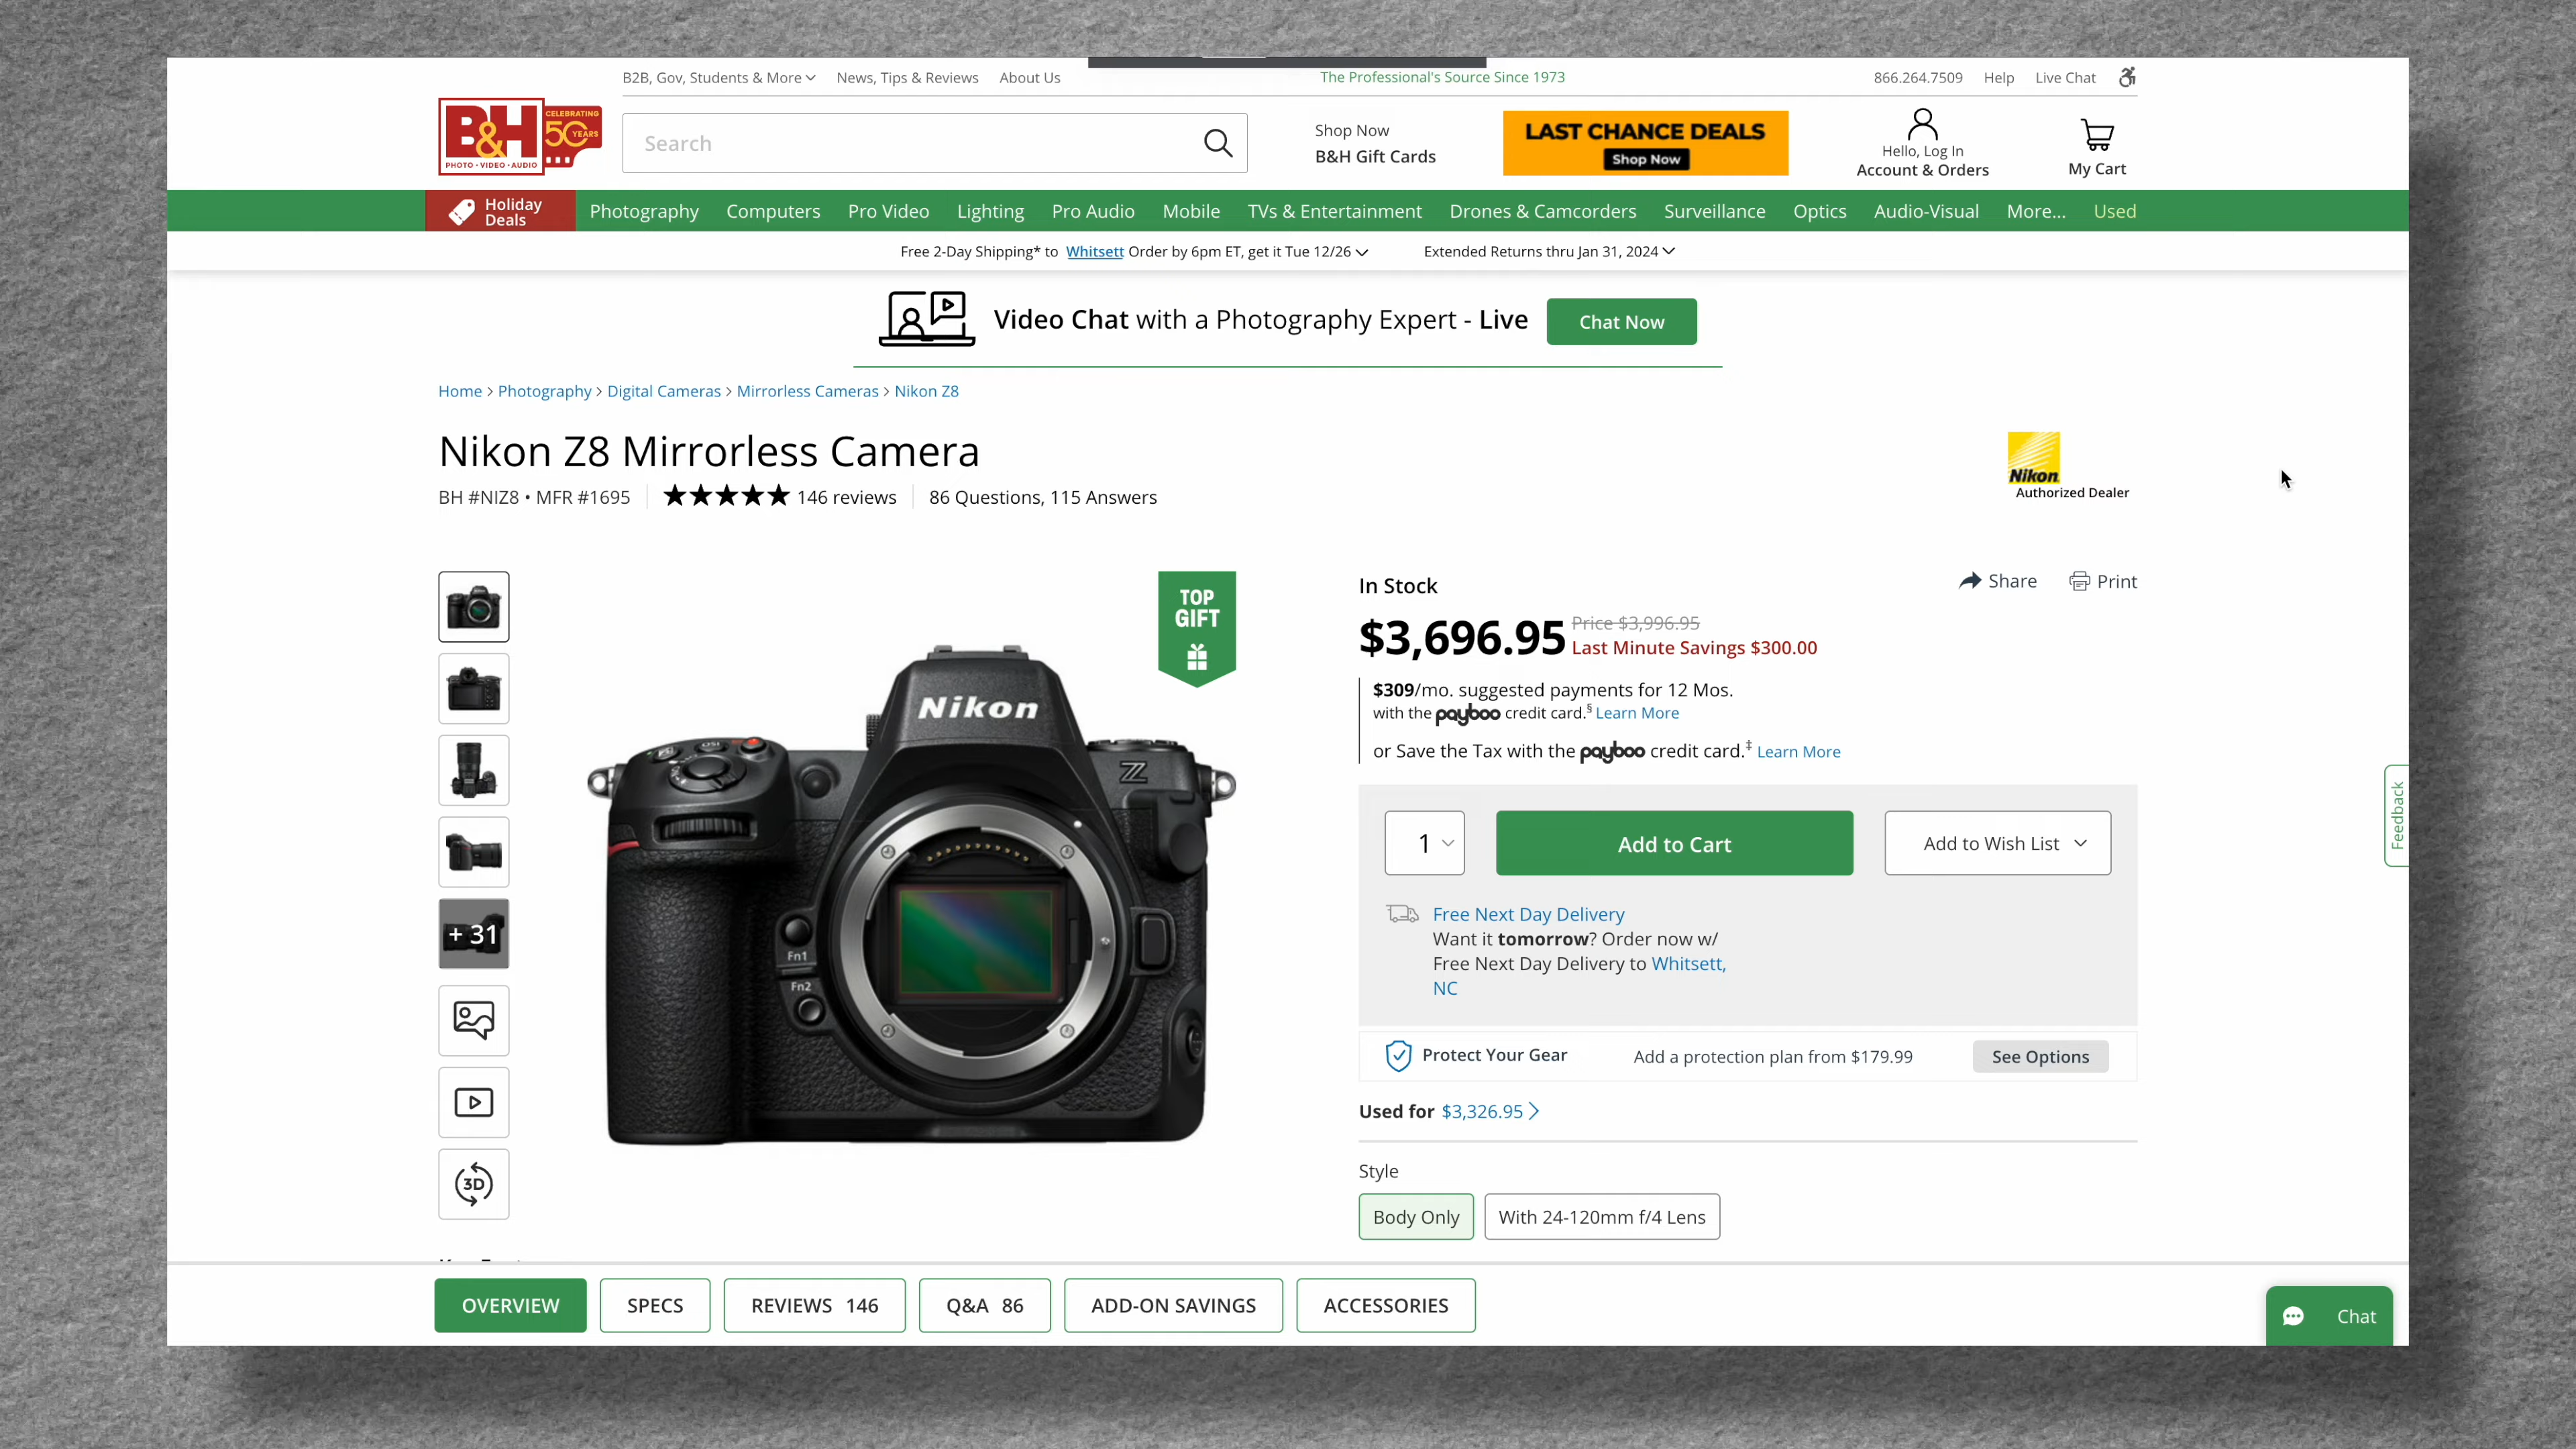 B2B, Gov, Students & More News, Tips & Reviews About Us The Professional's Source Since 1973 866.264.7509 Help Live Chat
B&H CELEBRATING 50 YEARS
PHOTO • VIDEO • AUDIO
Search
Shop Now
B&H Gift Cards
LAST CHANCE DEALS
Shop Now
Hello, Log In
Account & Orders
My Cart
Holiday Deals Photography Computers Pro Video Lighting Pro Audio Mobile TVs & Entertainment Drones & Camcorders Surveillance Optics Audio-Visual More... Used
Free 2-Day Shipping* to Whitsett Order by 6pm ET, get it Tue 12/26 Extended Returns thru Jan 31, 2024
Video Chat with a Photography Expert - Live Chat Now
Home > Photography > Digital Cameras > Mirrorless Cameras > Nikon Z8
Nikon Z8 Mirrorless Camera
BH #NIZ8 • MFR #1695 ★★★★★ 146 reviews 86 Questions, 115 Answers
Nikon
Authorized Dealer
TOP
GIFT
Nikon
Z
ISO
Fn1
Fn2
+ 31
3D
In Stock Share Print
$3,696.95 Price $3,996.95
Last Minute Savings $300.00
$309/mo. suggested payments for 12 Mos.
with the payboo credit card.§ Learn More
or Save the Tax with the payboo credit card.‡ Learn More
1 Add to Cart Add to Wish List
Free Next Day Delivery
Want it tomorrow? Order now w/
Free Next Day Delivery to Whitsett,
NC
Protect Your Gear Add a protection plan from $179.99 See Options
Used for $3,326.95 >
Style
Body Only With 24-120mm f/4 Lens
Feedback
OVERVIEW SPECS REVIEWS 146 Q&A 86 ADD-ON SAVINGS ACCESSORIES
Chat